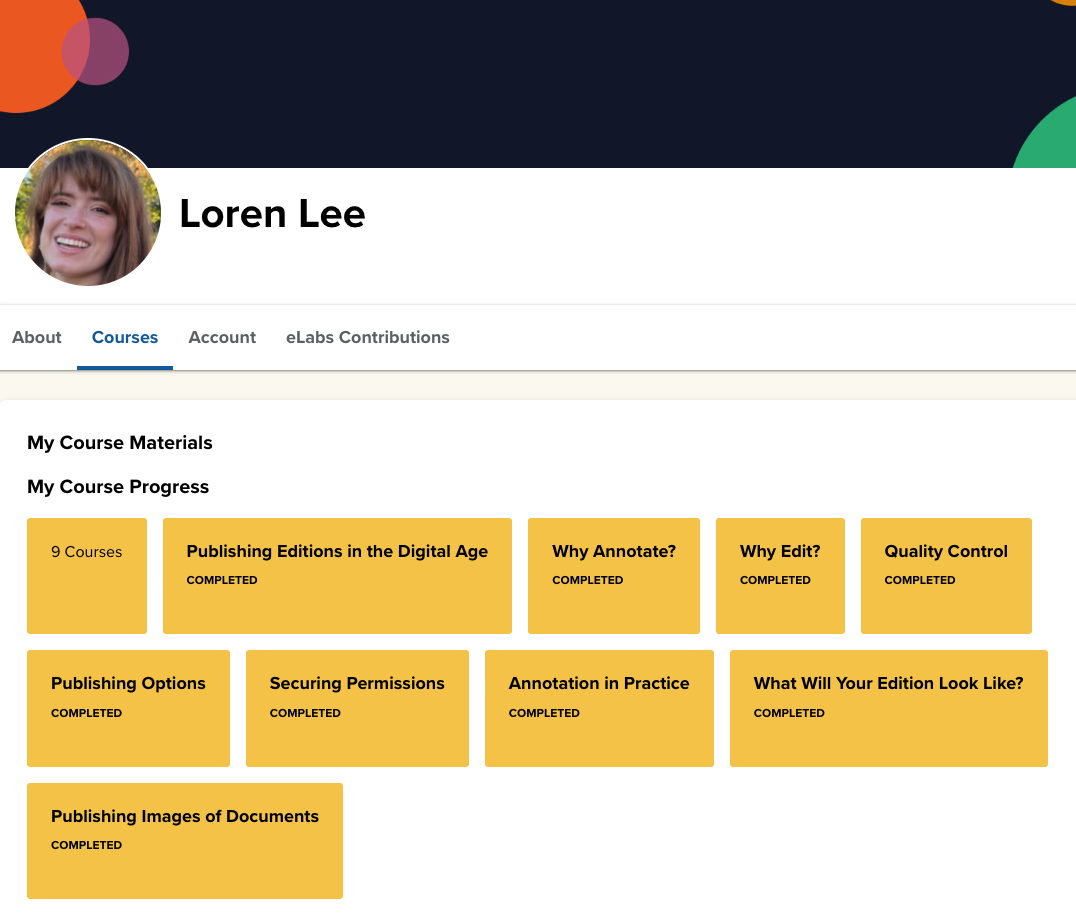 Loren Lee
About Courses Account eLabs Contributions
My Course Materials
My Course Progress
9 Courses
Publishing Editions in the Digital Age
COMPLETED
Why Annotate?
COMPLETED
Why Edit?
COMPLETED
Quality Control
COMPLETED
Publishing Options
COMPLETED
Securing Permissions
COMPLETED
Annotation in Practice
COMPLETED
What Will Your Edition Look Like?
COMPLETED
Publishing Images of Documents
COMPLETED